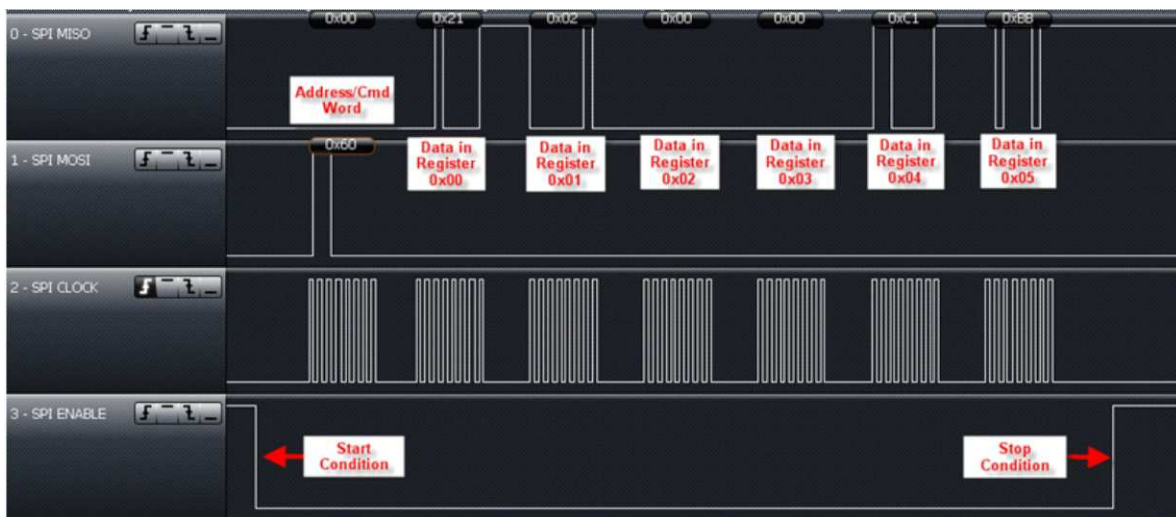 0x00 0x21 0x02 0x00 0x00 0xC1 0xBB
0 - SPI MISO
Address/Cmd
Word
0x60
1 - SPI MOSI
Data in
Register
0x00
Data in
Register
0x01
Data in
Register
0x02
Data in
Register
0x03
Data in
Register
0x04
Data in
Register
0x05
2 - SPI CLOCK
3 - SPI ENABLE
Start
Condition
Stop
Condition